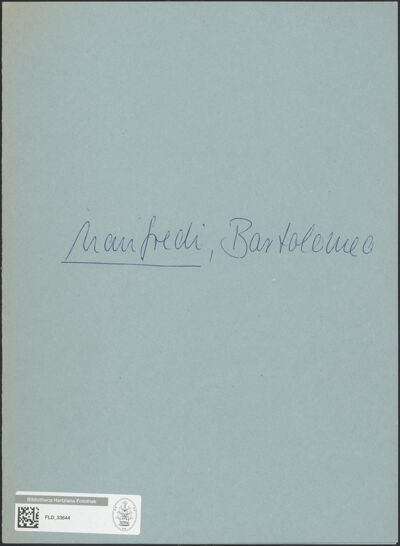 Manfredi, Bartolomeo
Bibliotheca Hertziana Fotothek
FLD_33644